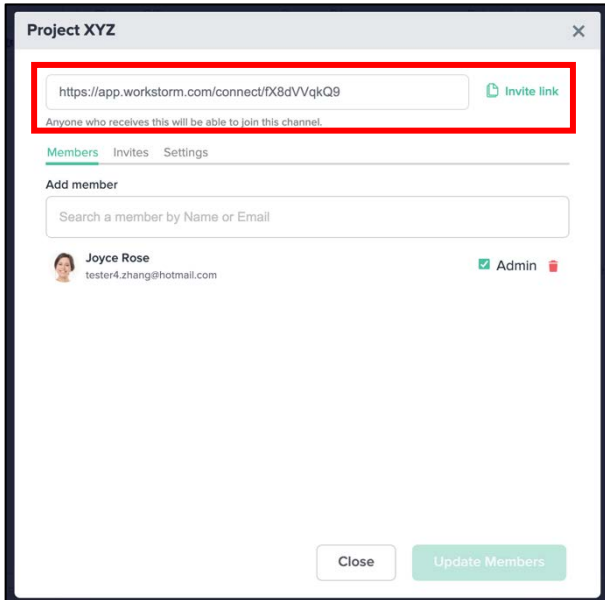 Project XYZ
https://app.workstorm.com/connect/fX8dVVqkQ9
Invite link
Anyone who receives this will be able to join this channel.
Members Invites Settings
Add member
Search a member by Name or Email
Joyce Rose
tester4.zhang@hotmail.com
Admin
Close Update Members